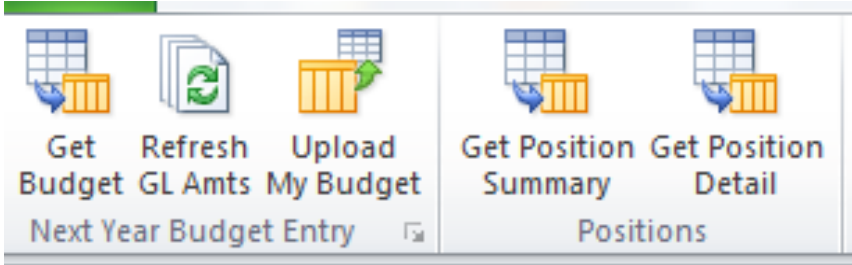 Get Refresh Upload Get Position Get Position
Budget GL Amts My Budget Summary Detail
Next Year Budget Entry Positions